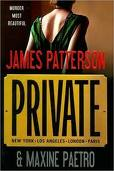 MURDER
MOST
BEAUTIFUL
JAMES PATTERSON
PRIVATE
NEW YORK · LOS ANGELES · LONDON · PARIS
& MAXINE PAETRO